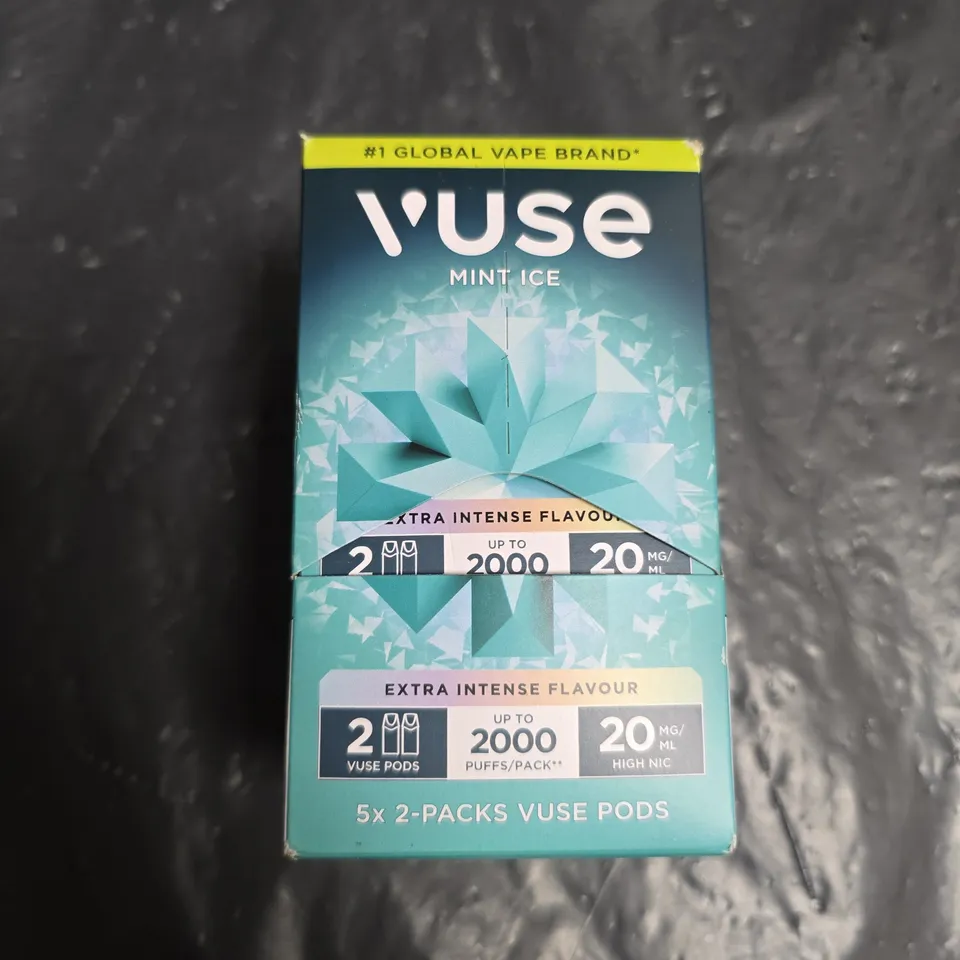 #1 GLOBAL VAPE BRAND*
vuse
MINT ICE
EXTRA INTENSE FLAVOUR
2
UP TO
2000
20 MG/
ML
EXTRA INTENSE FLAVOUR
2
VUSE PODS
UP TO
2000
PUFFS/PACK**
20 MG/
ML
HIGH NIC
5x 2-PACKS VUSE PODS